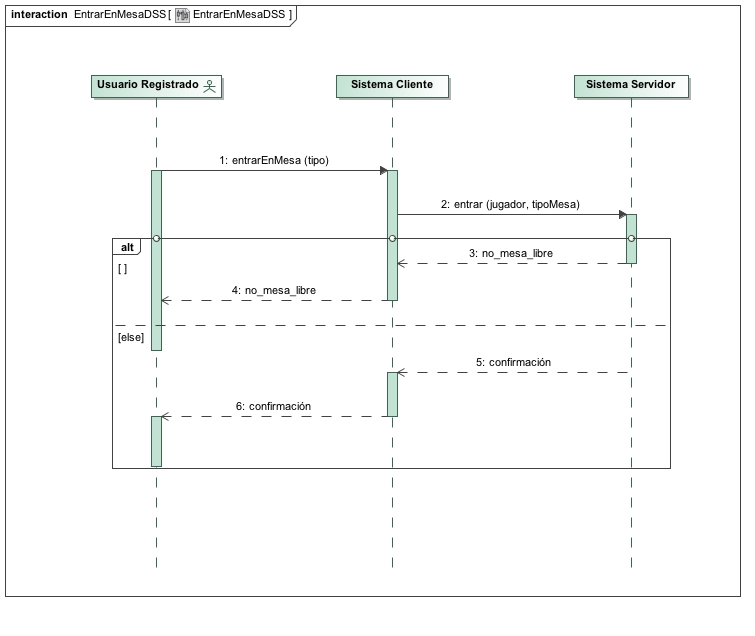 interaction EntrarEnMesaDSS [ EntrarEnMesaDSS ]
Usuario Registrado
Sistema Cliente
Sistema Servidor
1: entrarEnMesa (tipo)
2: entrar (jugador, tipoMesa)
alt
3: no_mesa_libre
[ ]
4: no_mesa_libre
[else]
5: confirmación
6: confirmación